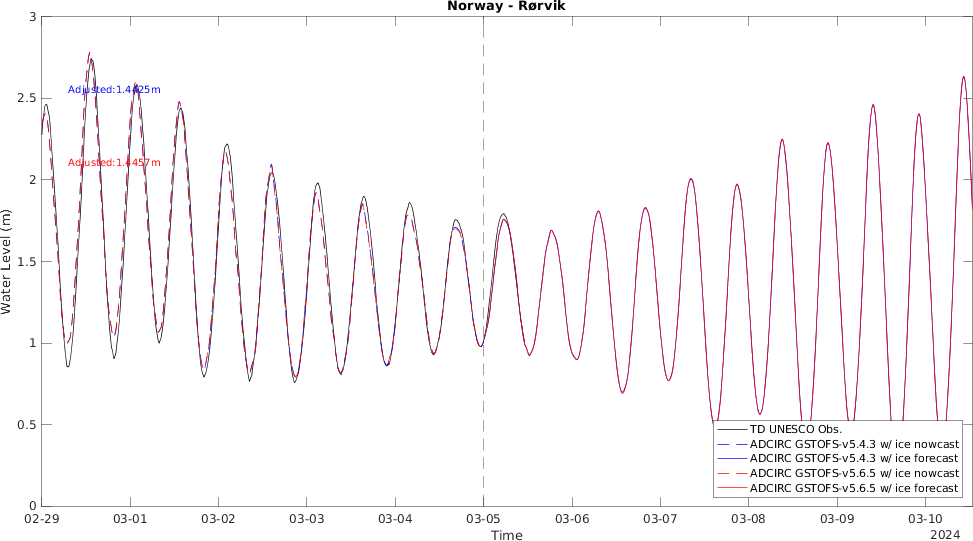 Norway - Rørvik
3
2.5
2
1.5
1
0.5
0
Water Level (m)
Adjusted:1.4425m
Adjusted:1.4457m
TD UNESCO Obs.
ADCIRC GSTOFS-v5.4.3 w/ ice nowcast
ADCIRC GSTOFS-v5.4.3 w/ ice forecast
ADCIRC GSTOFS-v5.6.5 w/ ice nowcast
ADCIRC GSTOFS-v5.6.5 w/ ice forecast
02-29 03-01 03-02 03-03 03-04 03-05 03-06 03-07 03-08 03-09 03-10
Time
2024